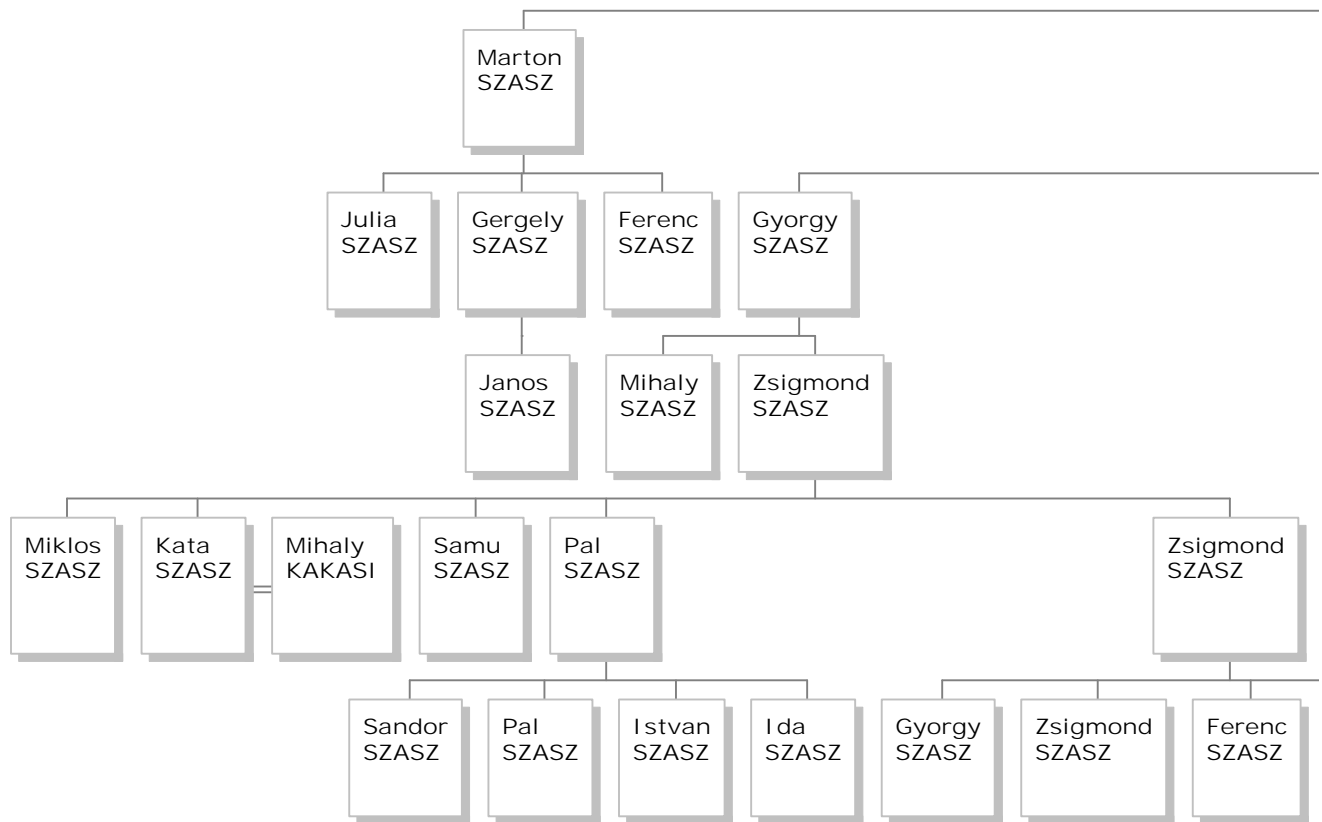 Marton
SZASZ
Julia
SZASZ
Gergely
SZASZ
Ferenc
SZASZ
Gyorgy
SZASZ
Janos
SZASZ
Mihaly
SZASZ
Zsigmond
SZASZ
Miklos
SZASZ
Kata
SZASZ
Mihaly
KAKASI
Samu
SZASZ
Pal
SZASZ
Zsigmond
SZASZ
Sandor
SZASZ
Pal
SZASZ
Istvan
SZASZ
Ida
SZASZ
Gyorgy
SZASZ
Zsigmond
SZASZ
Ferenc
SZASZ